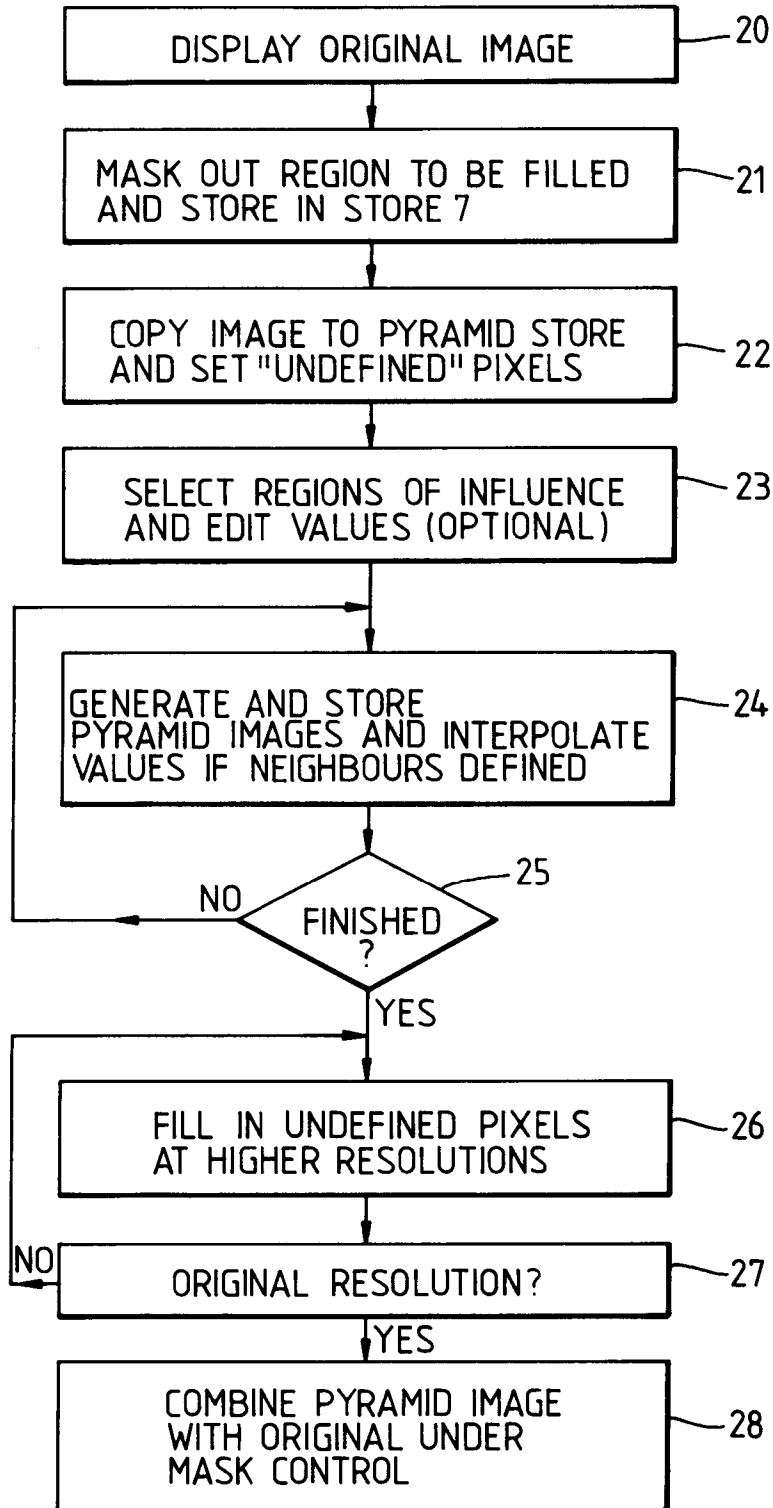 DISPLAY ORIGINAL IMAGE
20
MASK OUT REGION TO BE FILLED
AND STORE IN STORE 7
21
COPY IMAGE TO PYRAMID STORE
AND SET "UNDEFINED" PIXELS
22
SELECT REGIONS OF INFLUENCE
AND EDIT VALUES (OPTIONAL)
23
GENERATE AND STORE
PYRAMID IMAGES AND INTERPOLATE
VALUES IF NEIGHBOURS DEFINED
24
NO
FINISHED
?
25
YES
FILL IN UNDEFINED PIXELS
AT HIGHER RESOLUTIONS
26
NO
ORIGINAL RESOLUTION?
27
YES
COMBINE PYRAMID IMAGE
WITH ORIGINAL UNDER
MASK CONTROL
28